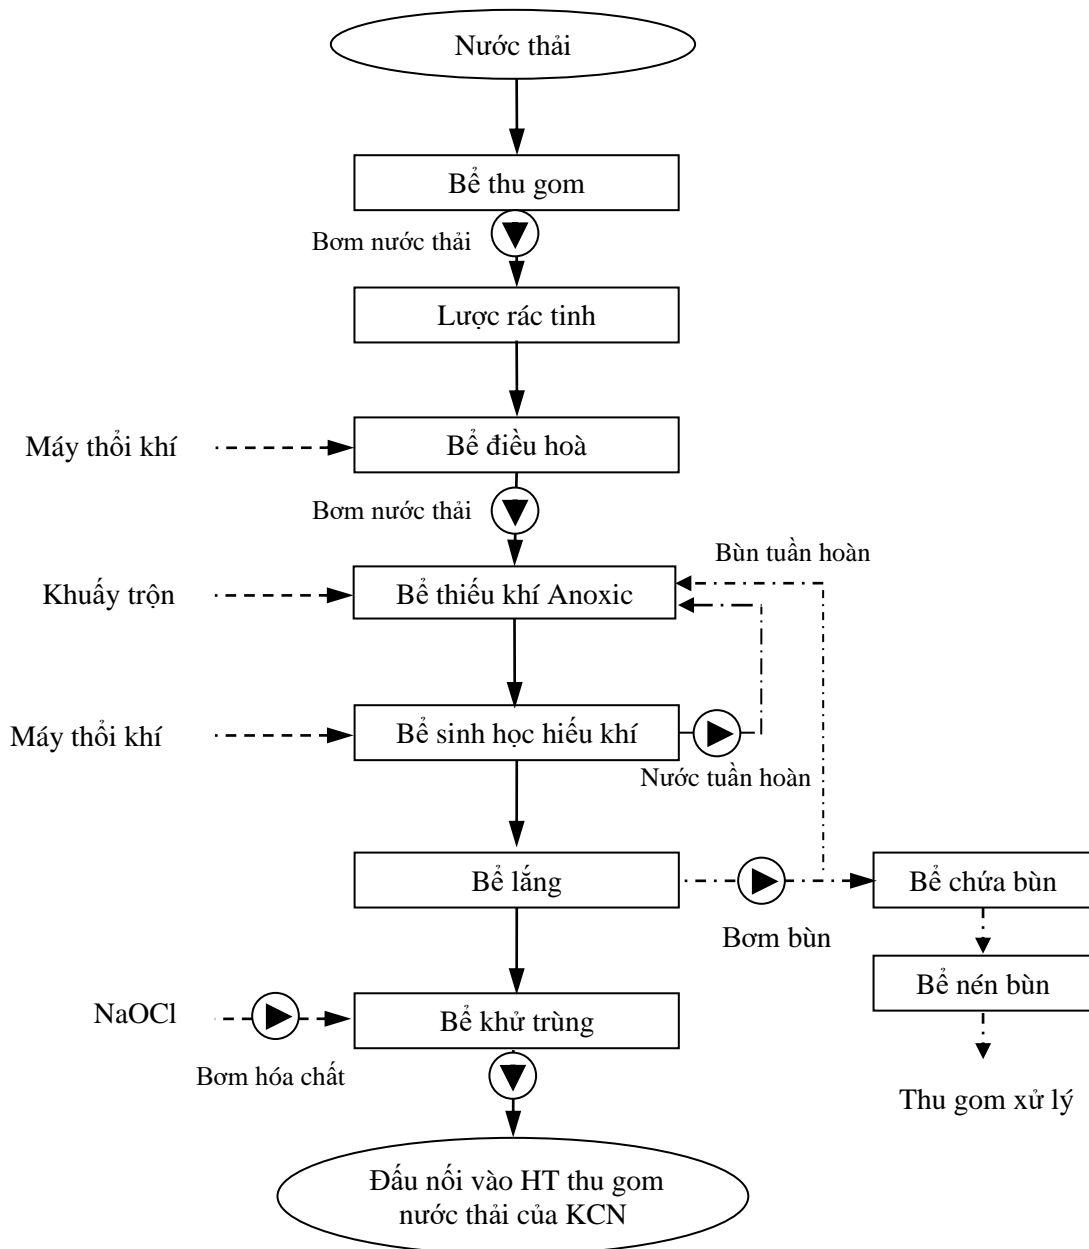 Nước thải
Bể thu gom
Bơm nước thải
Lược rác tinh
Máy thổi khí
Bể điều hoà
Bơm nước thải
Bùn tuần hoàn
Khuấy trộn
Bể thiếu khí Anoxic
Máy thổi khí
Bể sinh học hiếu khí
Nước tuần hoàn
Bể lắng
Bể chứa bùn
Bơm bùn
Bể nén bùn
NaOCl
Bể khử trùng
Bơm hóa chất
Thu gom xử lý
Đấu nối vào HT thu gom
nước thải của KCN